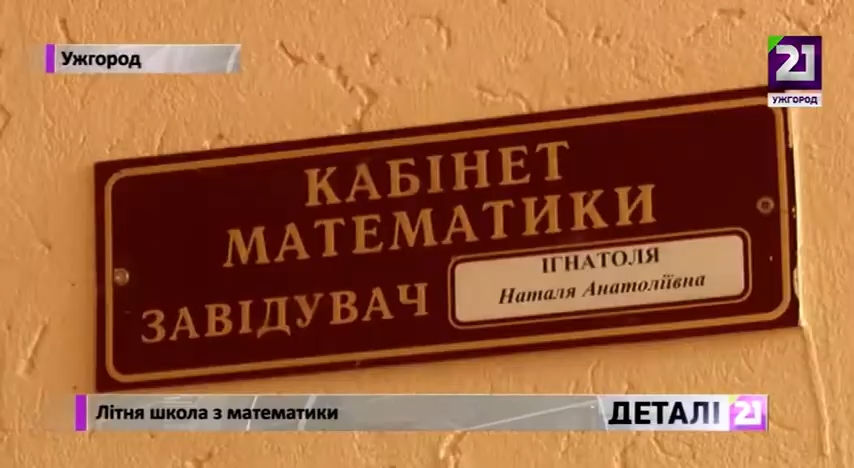 Ужгород
21
УЖГОРОД
КАБІНЕТ
МАТЕМАТИКИ
ЗАВІДУВАЧ
ІГНАТОЛЯ
Наталя Анатоліївна
Літня школа з математики
ДЕТАЛІ 21